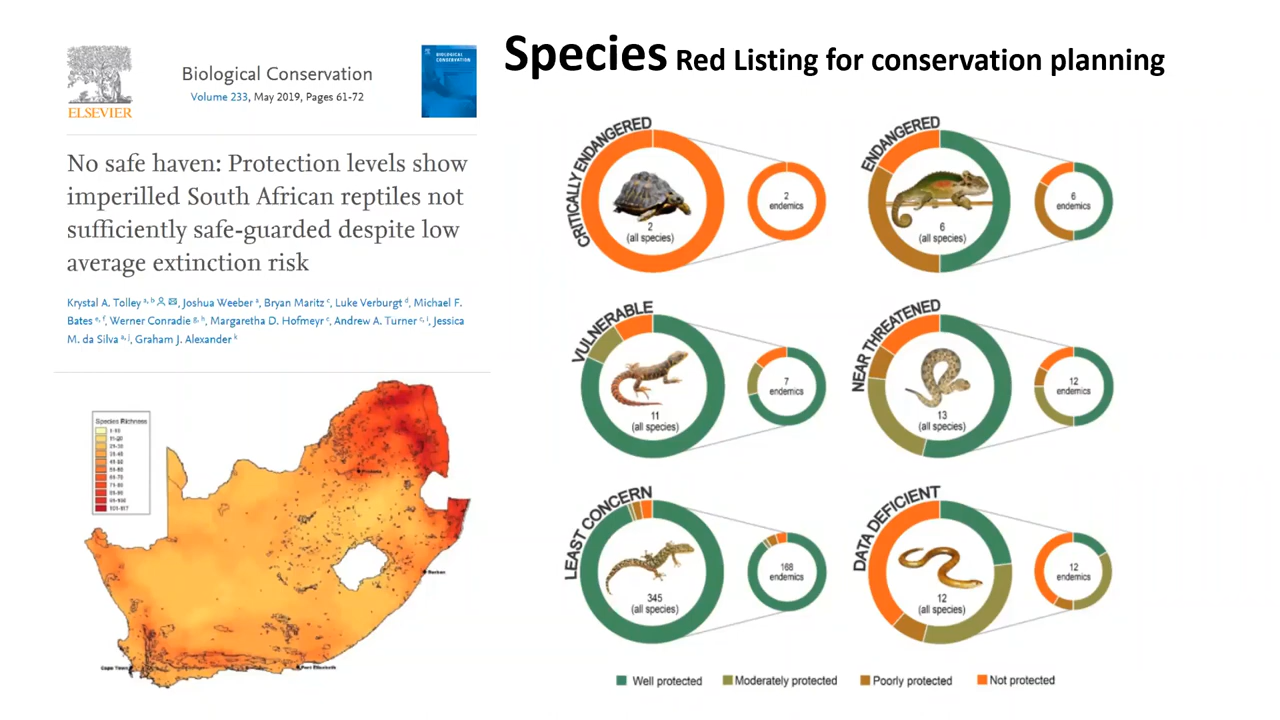 Species Red Listing for conservation planning
ELSEVIER
Biological Conservation
Volume 233, May 2019, Pages 61-72
BIOLOGICAL
CONSERVATION
No safe haven: Protection levels show
imperilled South African reptiles not
sufficiently safe-guarded despite low
average extinction risk
Krystal A. Tolley a, b, Joshua Weeber a, Bryan Maritz c, Luke Verburgt d, Michael F.
Bates e, f, Werner Conradie g, h, Margaretha D. Hofmeyr c, Andrew A. Turner c, i, Jessica
M. da Silva a, j, Graham J. Alexander k
Species Richness
Pretoria
Durban
Cape Town
Port Elizabeth
CRITICALLY ENDANGERED
2
(all species)
2
endemics
ENDANGERED
6
(all species)
6
endemics
VULNERABLE
11
(all species)
7
endemics
NEAR THREATENED
13
(all species)
12
endemics
LEAST CONCERN
345
(all species)
168
endemics
DATA DEFICIENT
12
(all species)
12
endemics
Well protected
Moderately protected
Poorly protected
Not protected